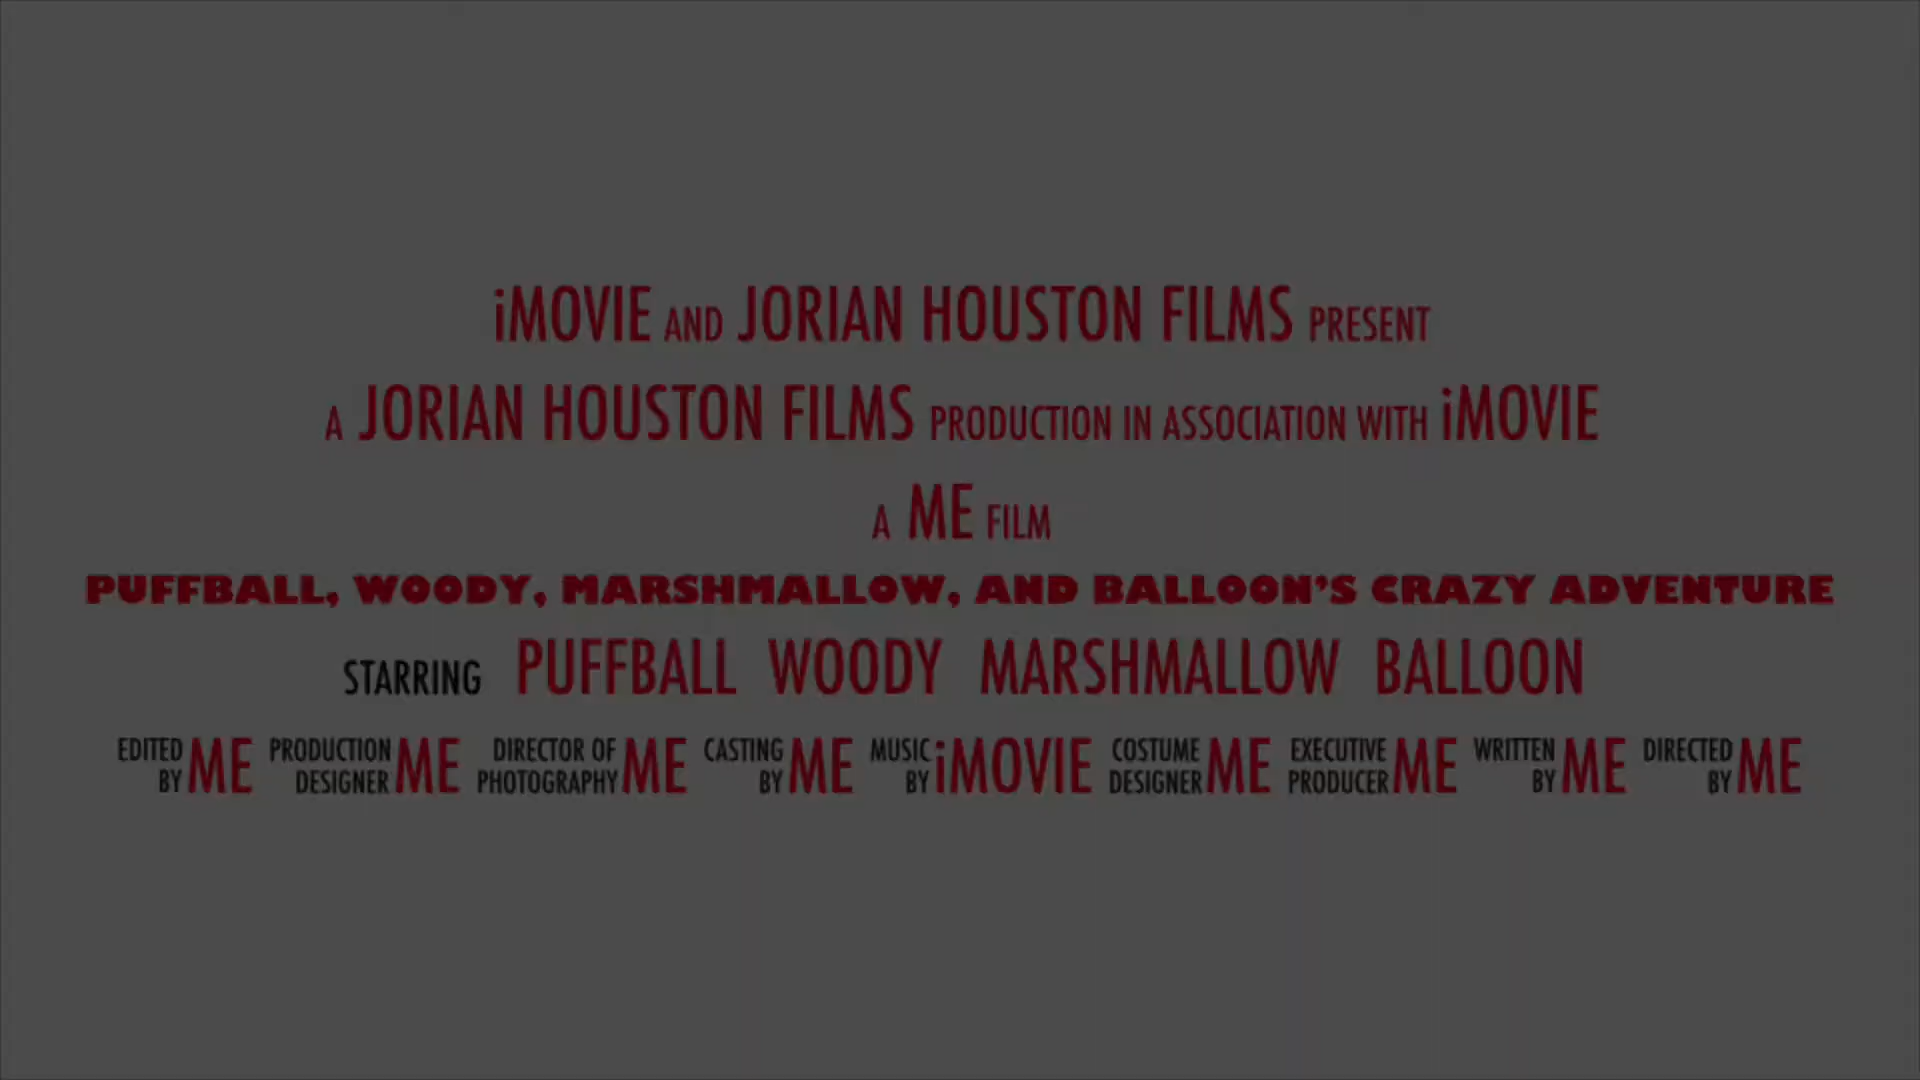 iMOVIE AND JORIAN HOUSTON FILMS PRESENT
A JORIAN HOUSTON FILMS PRODUCTION IN ASSOCIATION WITH iMOVIE
A ME FILM
PUFFBALL, WOODY, MARSHMALLOW, AND BALLOON'S CRAZY ADVENTURE
STARRING PUFFBALL WOODY MARSHMALLOW BALLOON
EDITED BY ME PRODUCTION DESIGNER ME DIRECTOR OF PHOTOGRAPHY ME CASTING BY ME MUSIC BY iMOVIE COSTUME DESIGNER ME EXECUTIVE PRODUCER ME WRITTEN BY ME DIRECTED BY ME